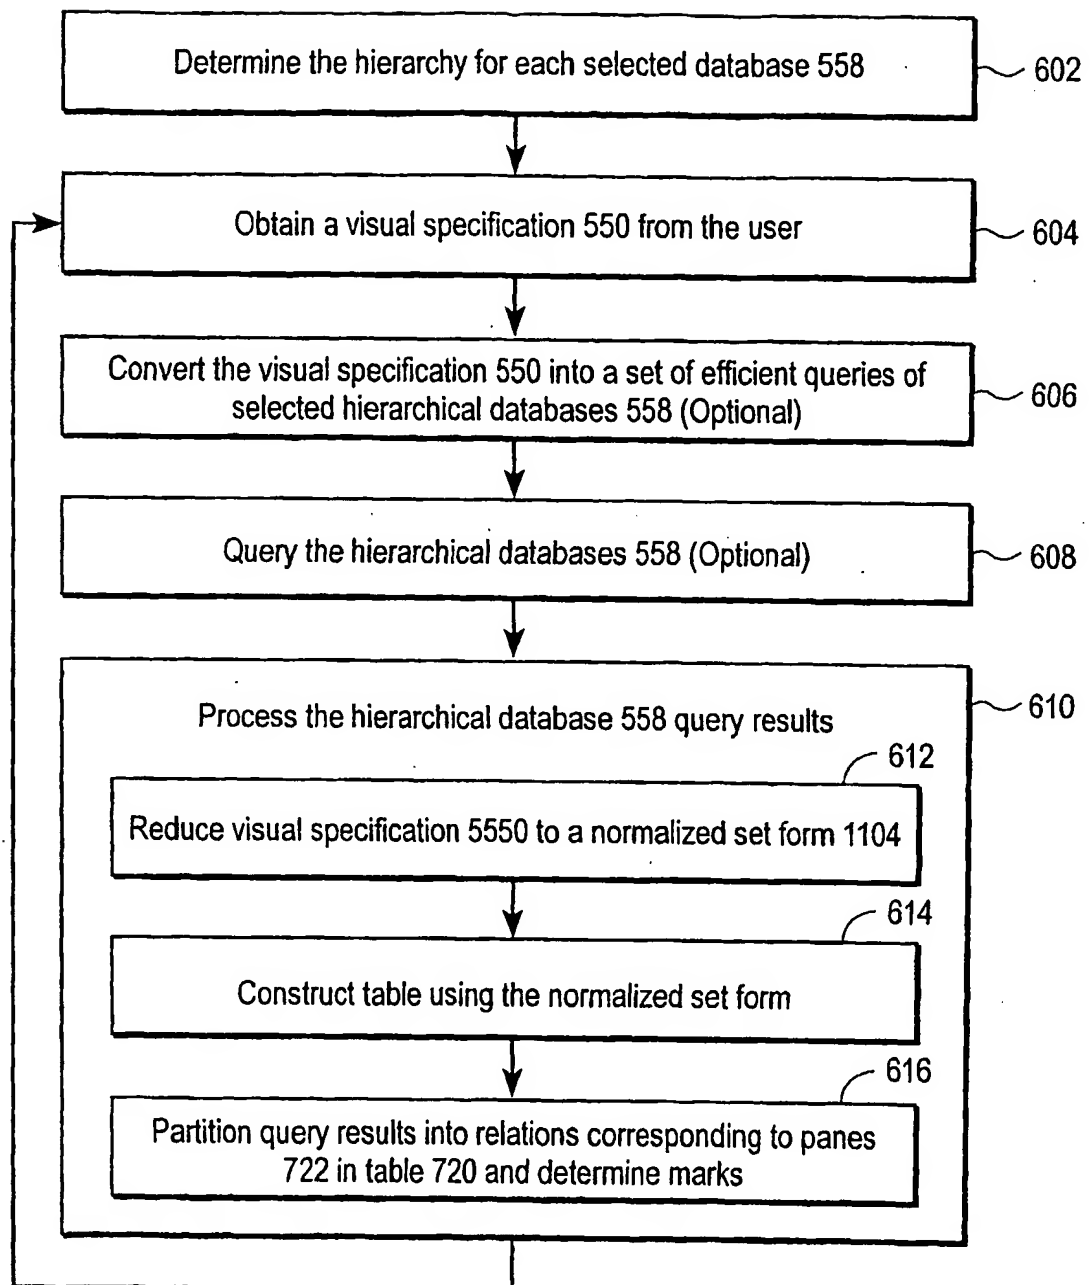 Determine the hierarchy for each selected database 558
602
Obtain a visual specification 550 from the user
604
Convert the visual specification 550 into a set of efficient queries of
selected hierarchical databases 558 (Optional)
606
Query the hierarchical databases 558 (Optional)
608
Process the hierarchical database 558 query results
610
612
Reduce visual specification 5550 to a normalized set form 1104
614
Construct table using the normalized set form
616
Partition query results into relations corresponding to panes
722 in table 720 and determine marks